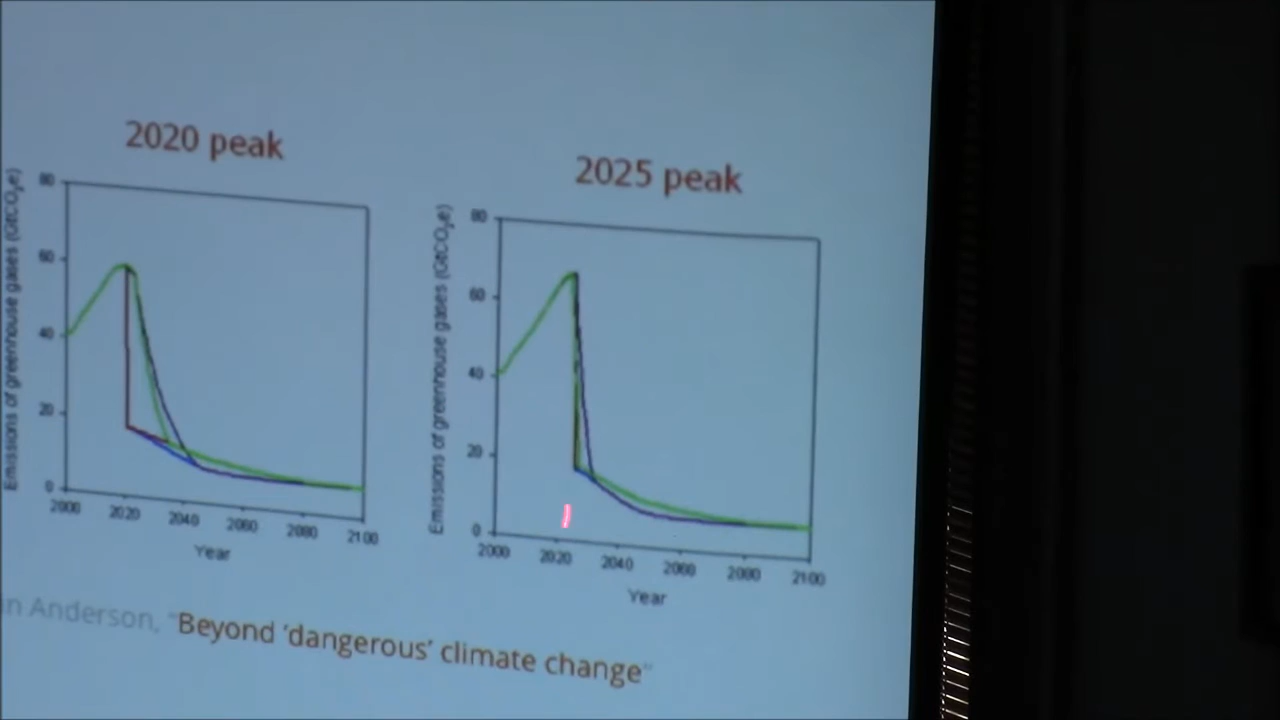 2020 peak
2025 peak
Emissions of greenhouse gases (GtCO₂e)
80
60
40
20
0
2000 2020 2040 2060 2080 2100
Year
Emissions of greenhouse gases (GtCO₂e)
80
60
40
20
0
2000 2020 2040 2060 2080 2100
Year
in Anderson, "Beyond 'dangerous' climate change"